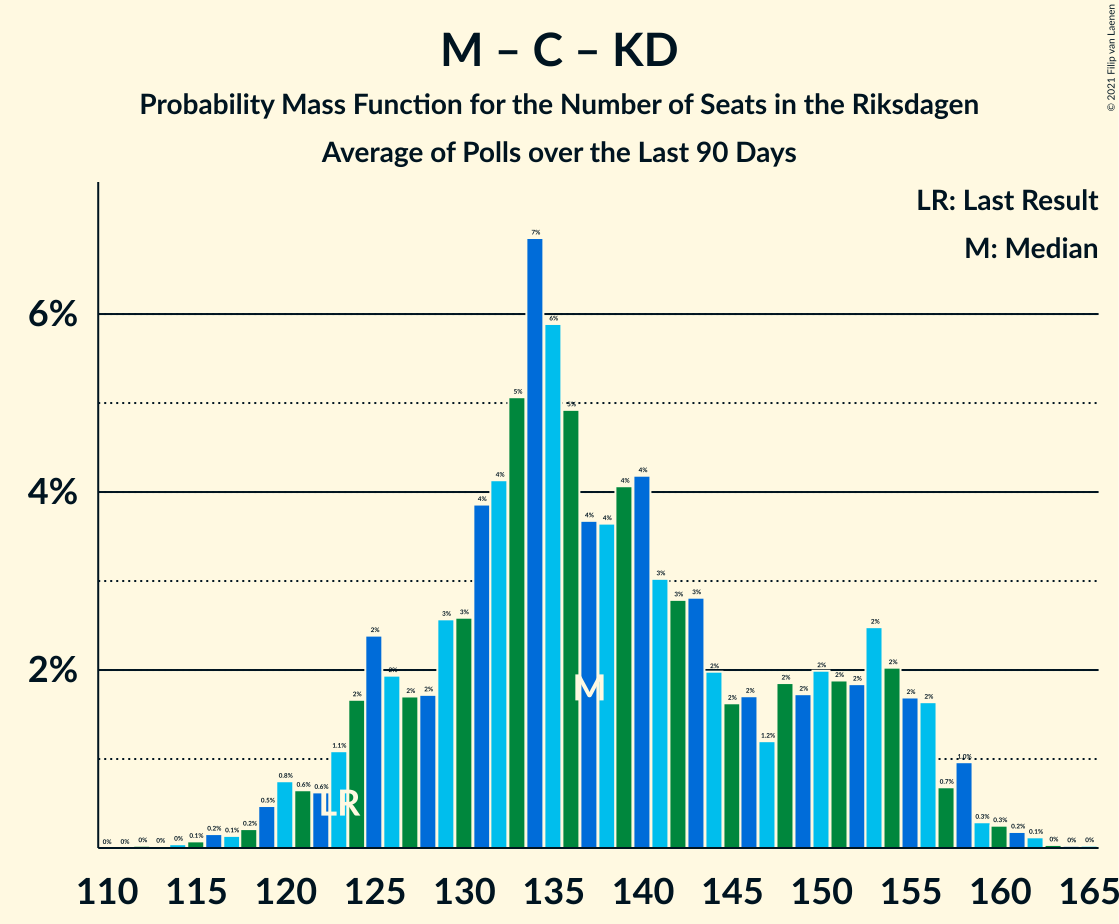 M – C – KD
Probability Mass Function for the Number of Seats in the Riksdagen
Average of Polls over the Last 90 Days
© 2021 Filip van Laenen
LR: Last Result
M: Median
6%
4%
2%
0% 0% 0% 0% 0% 0.1% 0.2% 0.1% 0.2% 0.5% 0.8% 0.6% 0.6% 1.1% 2% 2% 2% 2% 2% 3% 3% 4% 4% 5% 7% 6% 5% 4% 4% 4% 4% 3% 3% 3% 2% 2% 2% 1.2% 2% 2% 2% 2% 2% 2% 2% 2% 2% 0.7% 1.0% 0.3% 0.3% 0.2% 0.1% 0% 0% 0%
M
LR
110 115 120 125 130 135 140 145 150 155 160 165